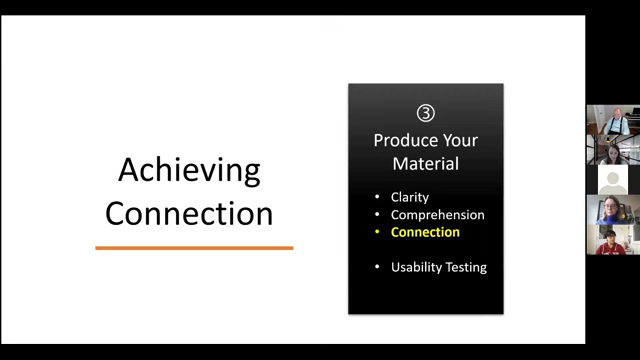 Achieving
Connection
③
Produce Your
Material
• Clarity
• Comprehension
• Connection
• Usability Testing